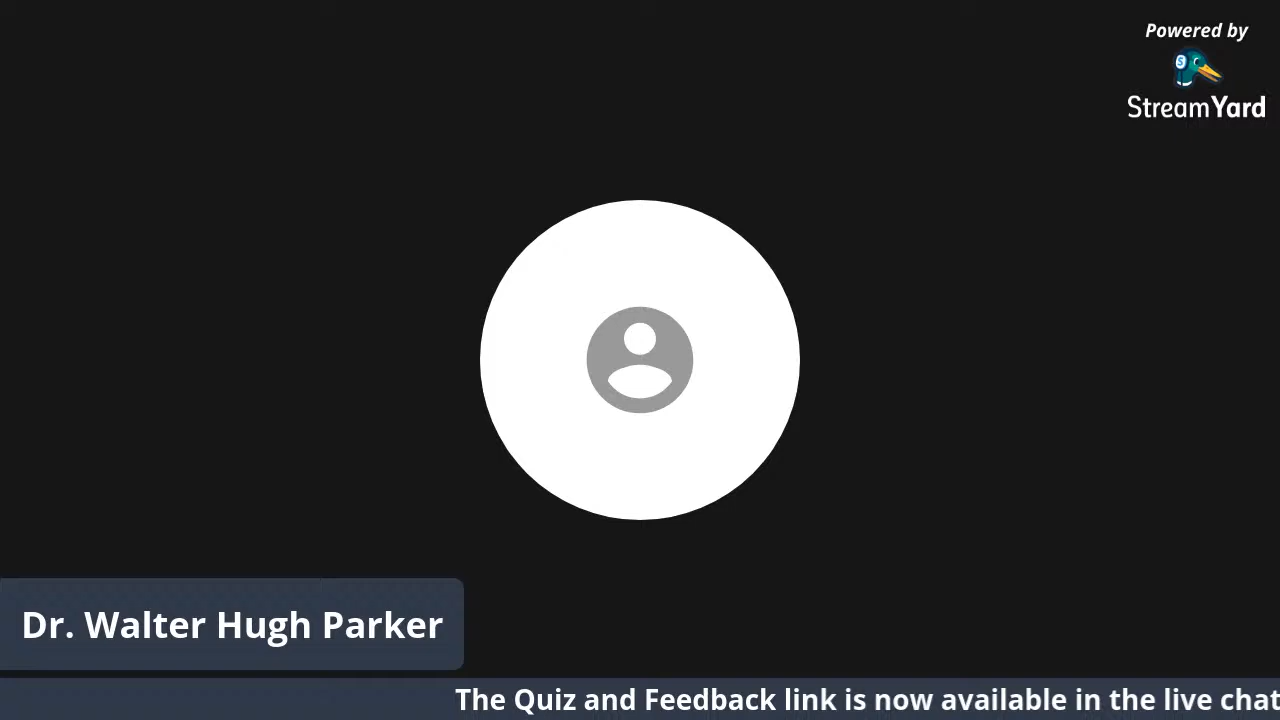 Powered by
S
StreamYard
Dr. Walter Hugh Parker
The Quiz and Feedback link is now available in the live chat